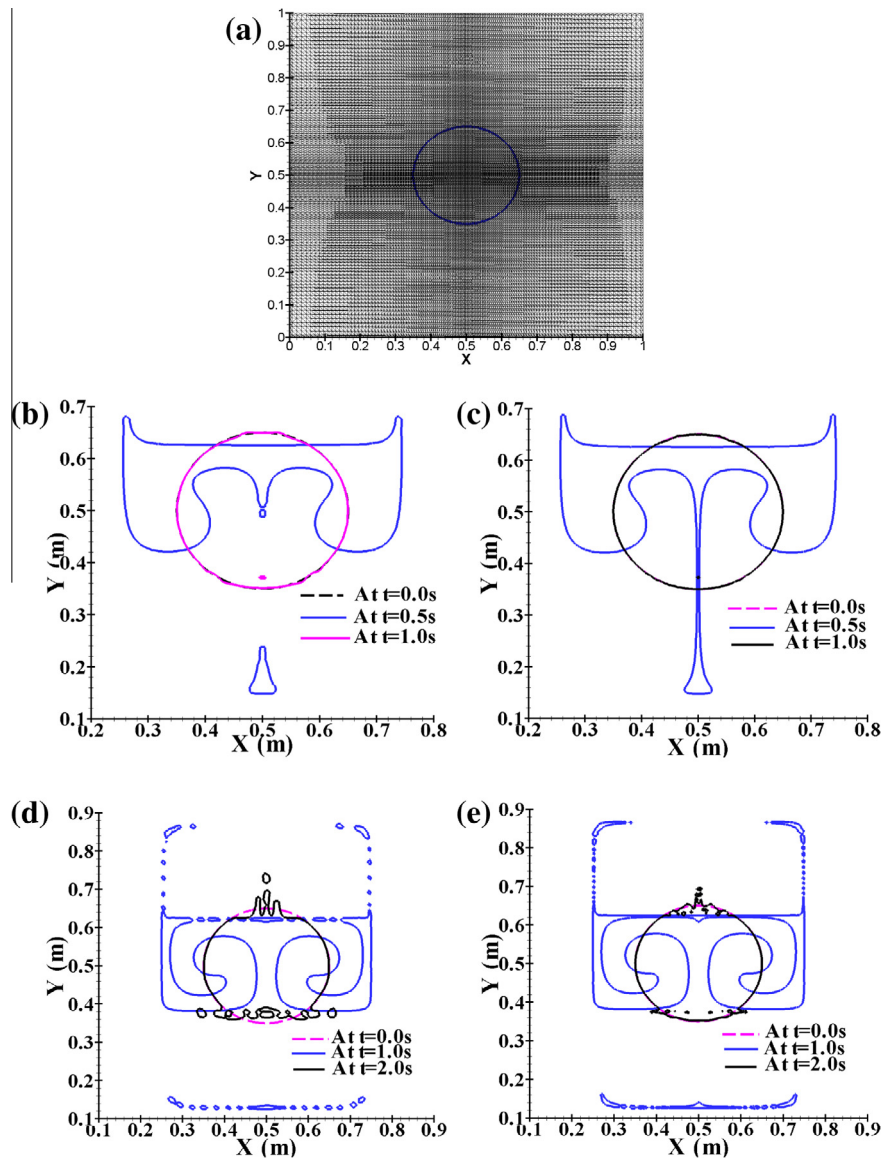 (a)
1
0.9
0.8
0.7
0.6
0.5
0.4
0.3
0.2
0.1
0
Y
0 0.1 0.2 0.3 0.4 0.5 0.6 0.7 0.8 0.9 1
X
(b)
0.7
0.6
0.5
0.4
0.3
0.2
0.1
Y (m)
At t=0.0s
At t=0.5s
At t=1.0s
0.2 0.3 0.4 0.5 0.6 0.7 0.8
X (m)
(c)
0.7
0.6
0.5
0.4
0.3
0.2
0.1
Y (m)
At t=0.0s
At t=0.5s
At t=1.0s
0.2 0.3 0.4 0.5 0.6 0.7 0.8
X (m)
(d)
0.9
0.8
0.7
0.6
0.5
0.4
0.3
0.2
0.1
Y (m)
At t=0.0s
At t=1.0s
At t=2.0s
0.1 0.2 0.3 0.4 0.5 0.6 0.7 0.8 0.9
X (m)
(e)
0.9
0.8
0.7
0.6
0.5
0.4
0.3
0.2
0.1
Y (m)
At t=0.0s
At t=1.0s
At t=2.0s
0.1 0.2 0.3 0.4 0.5 0.6 0.7 0.8 0.9
X (m)